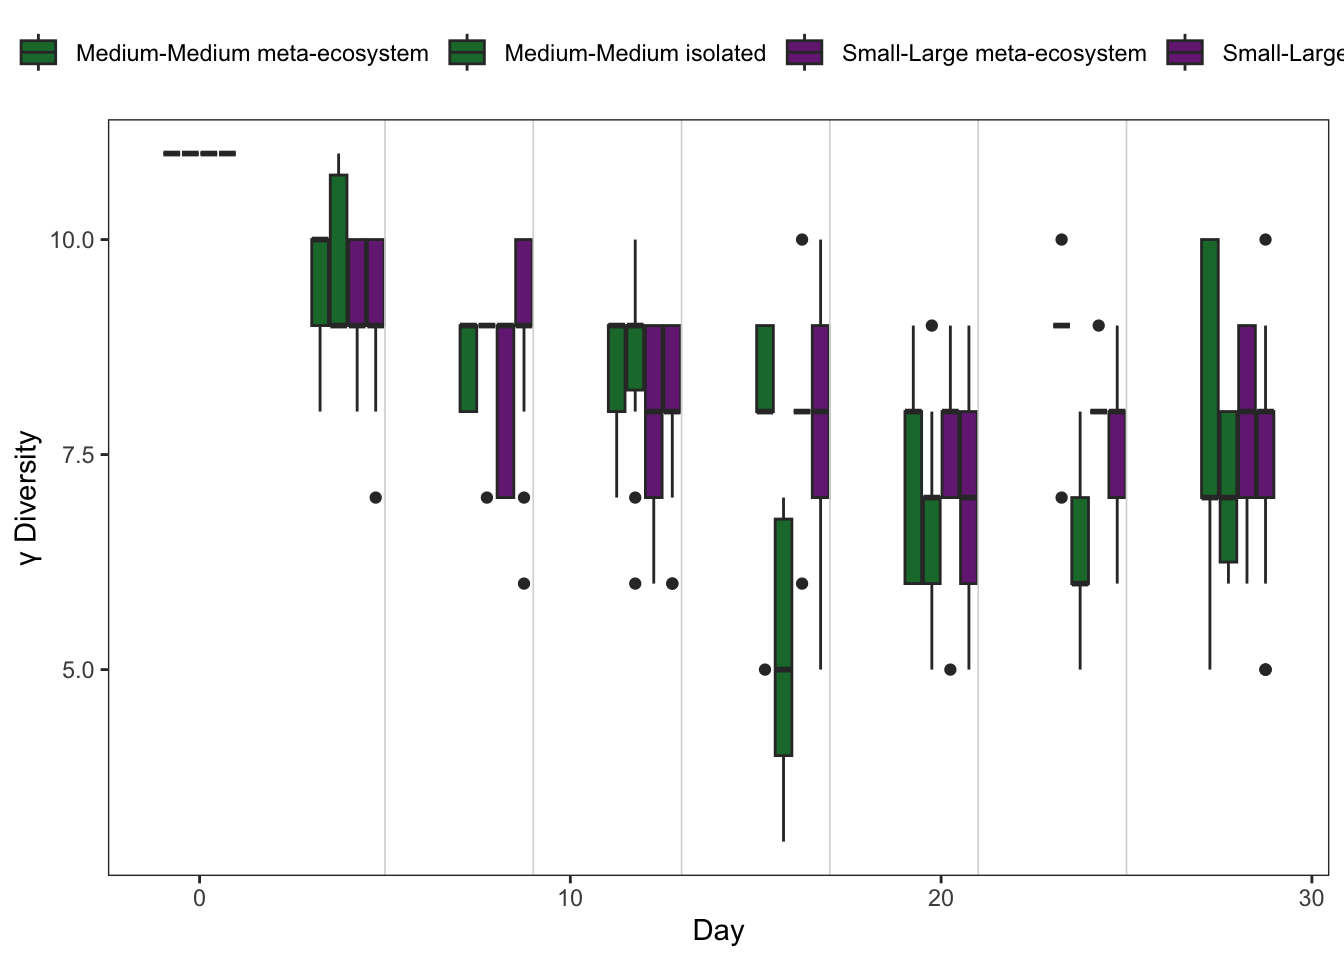 Medium-Medium meta-ecosystem Medium-Medium isolated Small-Large meta-ecosystem Small-Large
10.0
7.5
5.0
γ Diversity
0 10 20 30
Day